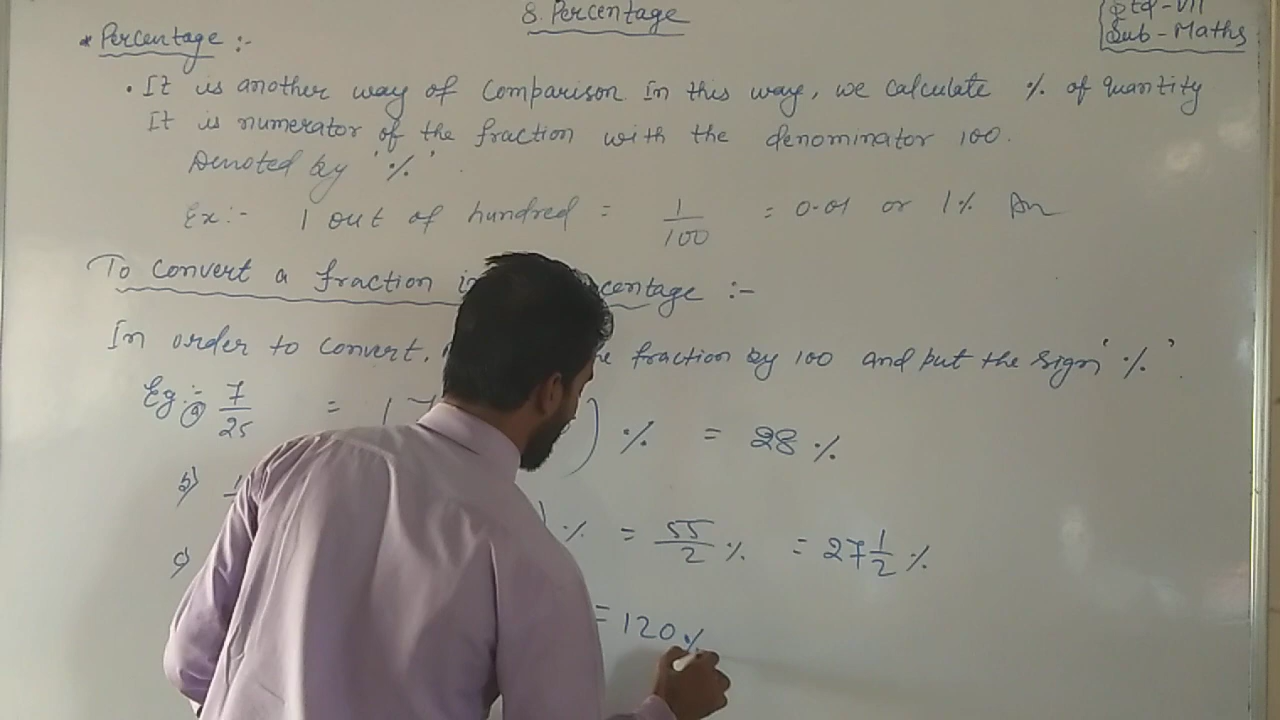 8. Percentage
Std - VII
Sub - Maths
* Percentage :-
• It is another way of comparison. In this way, we calculate % of quantity
It is numerator of the fraction with the denominator 100.
Denoted by '%'.
Ex:- 1 out of hundred = 1/100 = 0.01 or 1% An
To convert a fraction in centage :-
In order to convert, fraction by 100 and put the sign '%'.
Eg:- a) 7/25 = ( ) % = 28 %
b) ) % = 55/2 % = 27 1/2 %
c) = 120 %